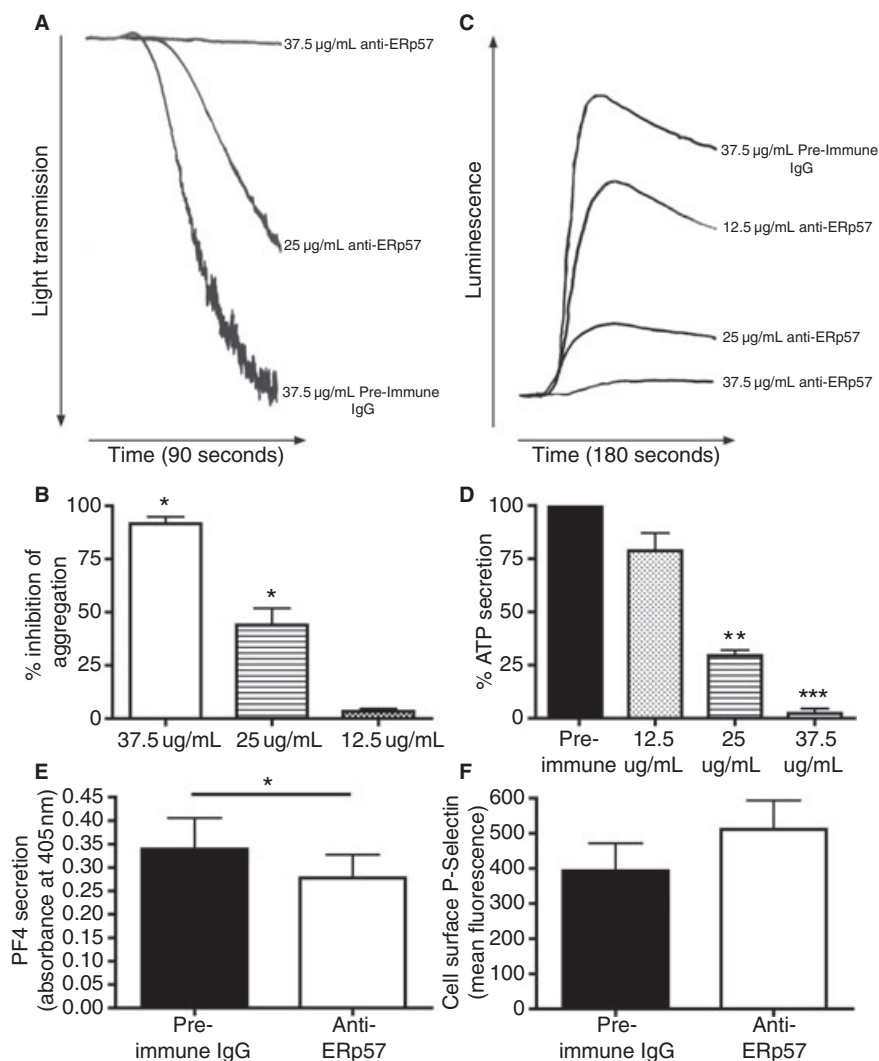 A
37.5 µg/mL anti-ERp57
25 µg/mL anti-ERp57
37.5 µg/mL Pre-Immune
IgG
Light transmission
Time (90 seconds)
C
37.5 µg/mL Pre-Immune
IgG
12.5 µg/mL anti-ERp57
25 µg/mL anti-ERp57
37.5 µg/mL anti-ERp57
Luminescence
Time (180 seconds)
B
% inhibition of
aggregation
100
75
50
25
0
*
*
37.5 ug/mL
25 ug/mL
12.5 ug/mL
D
% ATP secretion
100
75
50
25
0
**
***
Pre-
immune
12.5
ug/mL
25
ug/mL
37.5
ug/mL
E
PF4 secretion
(absorbance at 405nm)
0.45
0.40
0.35
0.30
0.25
0.20
0.15
0.10
0.05
0.00
*
Pre-
immune IgG
Anti-
ERp57
F
Cell surface P-Selectin
(mean fluorescence)
600
500
400
300
200
100
0
Pre-
immune IgG
Anti-
ERp57